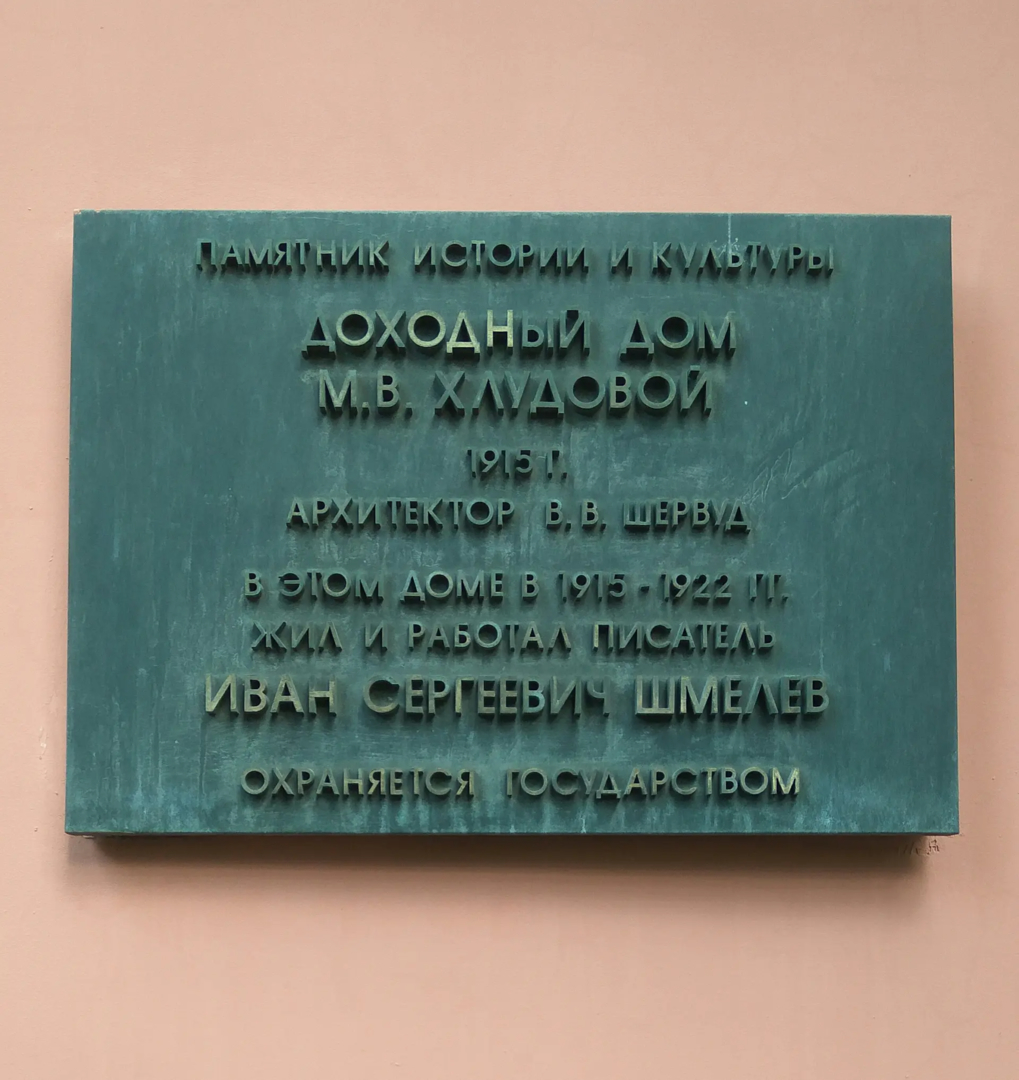 ПАМЯТНИК ИСТОРИИ И КУЛЬТУРЫ
ДОХОДНЫЙ ДОМ
М.В. ХЛУДОВОЙ
1915 Г.
АРХИТЕКТОР В.В. ШЕРВУД
В ЭТОМ ДОМЕ В 1915 - 1922 ГГ.
ЖИЛ И РАБОТАЛ ПИСАТЕЛЬ
ИВАН СЕРГЕЕВИЧ ШМЕЛЕВ
ОХРАНЯЕТСЯ ГОСУДАРСТВОМ